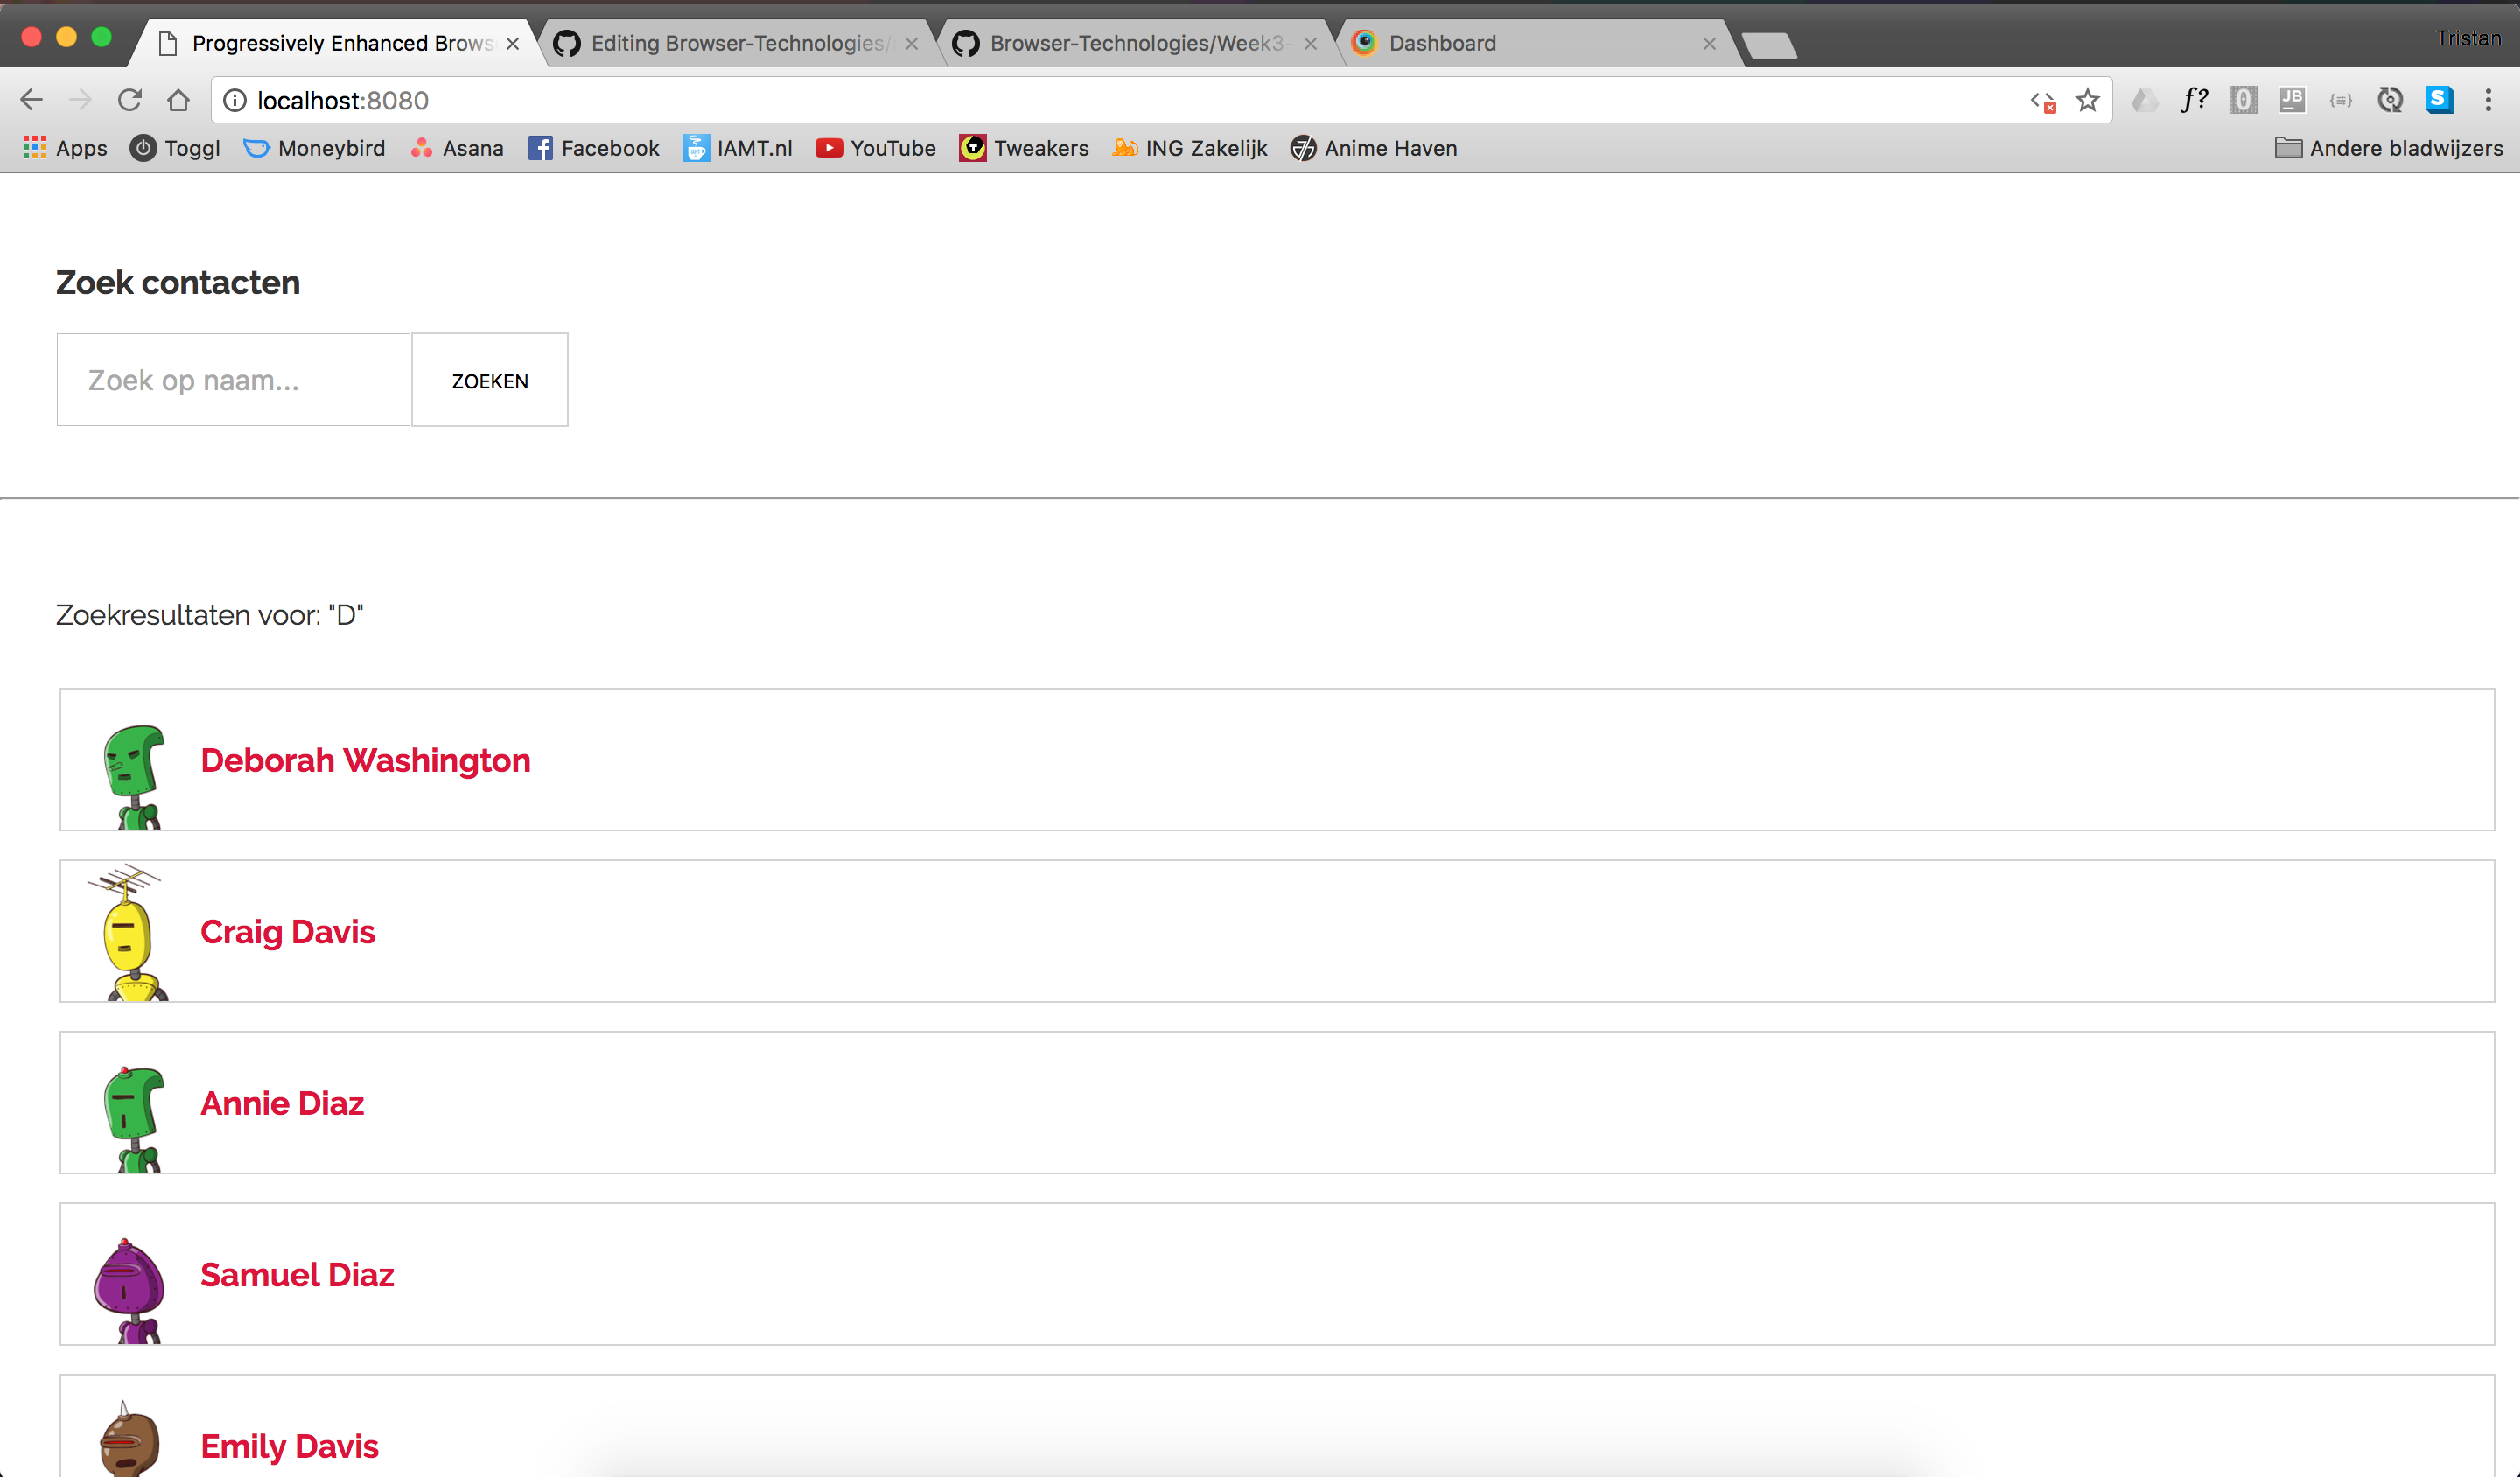 Progressively Enhanced Brows
Editing Browser-Technologies/
Browser-Technologies/Week3-
Dashboard
Tristan
localhost:8080
f?
JB
S
Apps
Toggl
Moneybird
Asana
Facebook
IAMT.nl
YouTube
Tweakers
ING Zakelijk
Anime Haven
Andere bladwijzers
Zoek contacten
Zoek op naam...
ZOEKEN
Zoekresultaten voor: "D"
Deborah Washington
Craig Davis
Annie Diaz
Samuel Diaz
Emily Davis